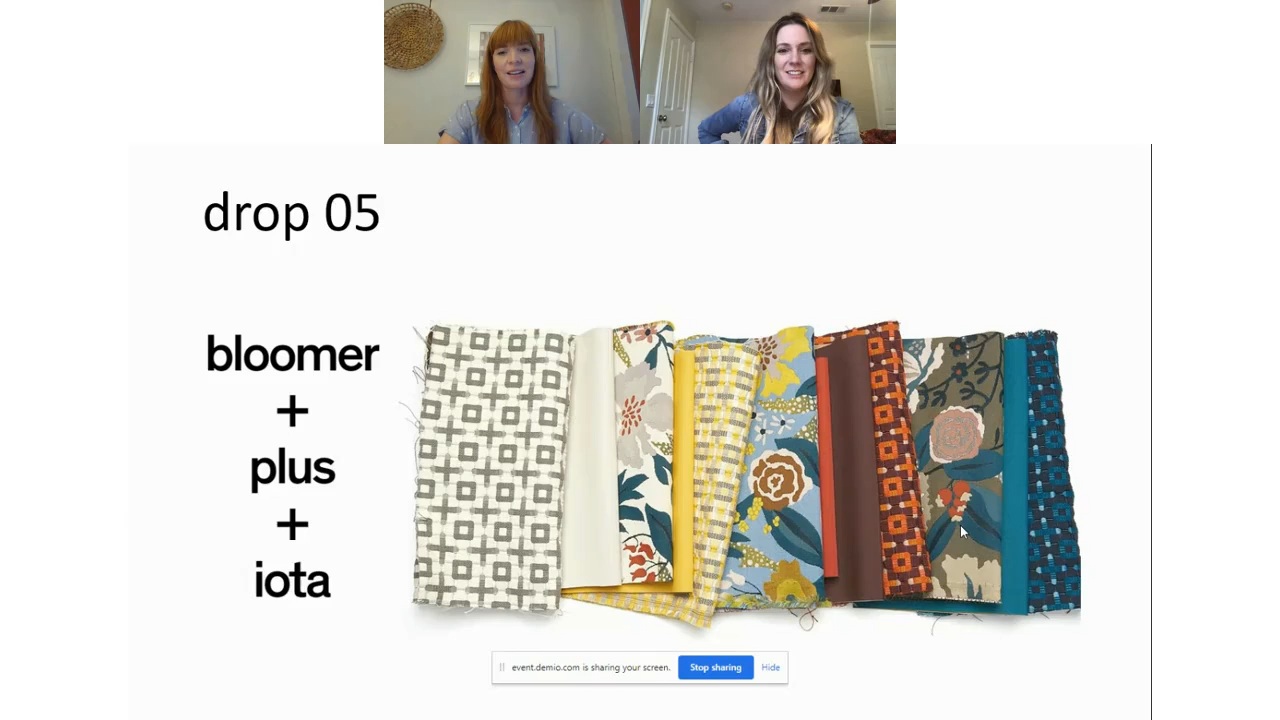 drop 05
bloomer
+
plus
+
iota
event.demio.com is sharing your screen. Stop sharing Hide